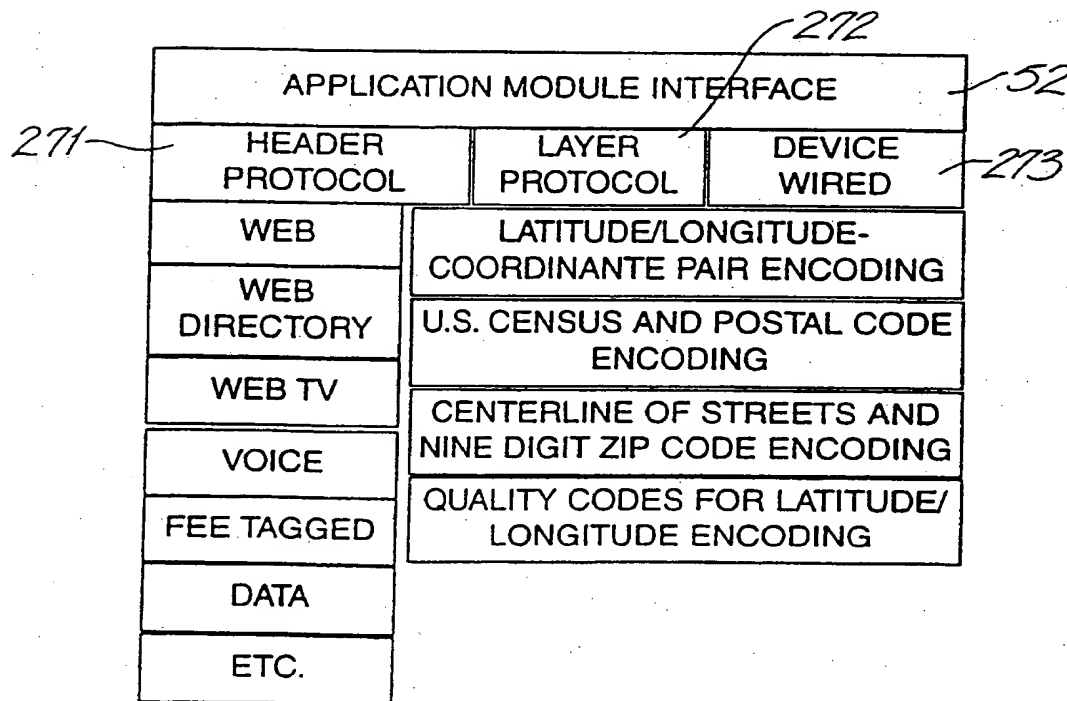 272
APPLICATION MODULE INTERFACE
52
271
HEADER
PROTOCOL
LAYER
PROTOCOL
DEVICE
WIRED
273
WEB
WEB
DIRECTORY
WEB TV
VOICE
FEE TAGGED
DATA
ETC.
LATITUDE/LONGITUDE-
COORDINANTE PAIR ENCODING
U.S. CENSUS AND POSTAL CODE
ENCODING
CENTERLINE OF STREETS AND
NINE DIGIT ZIP CODE ENCODING
QUALITY CODES FOR LATITUDE/
LONGITUDE ENCODING